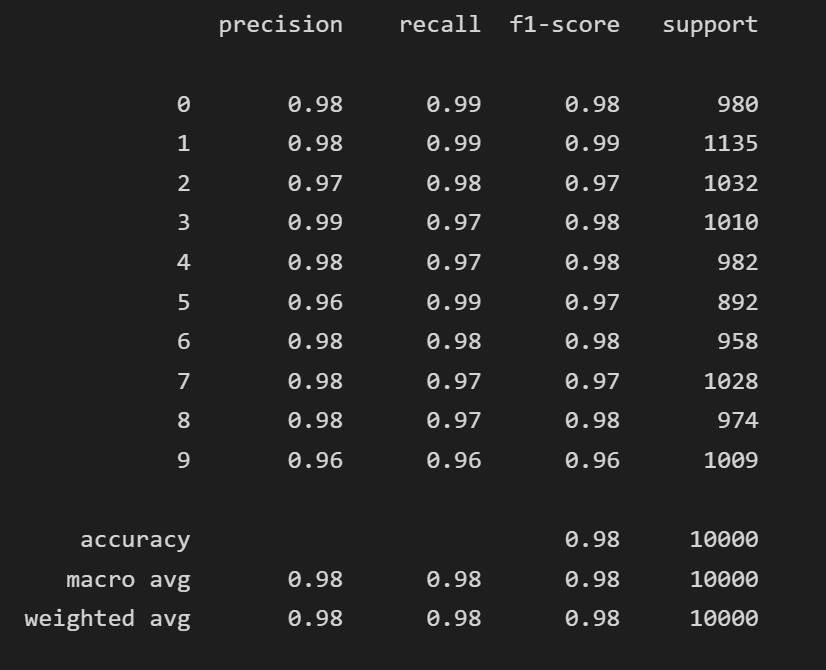 precision recall f1-score support
0 0.98 0.99 0.98 980
1 0.98 0.99 0.99 1135
2 0.97 0.98 0.97 1032
3 0.99 0.97 0.98 1010
4 0.98 0.97 0.98 982
5 0.96 0.99 0.97 892
6 0.98 0.98 0.98 958
7 0.98 0.97 0.97 1028
8 0.98 0.97 0.98 974
9 0.96 0.96 0.96 1009
accuracy 0.98 10000
macro avg 0.98 0.98 0.98 10000
weighted avg 0.98 0.98 0.98 10000